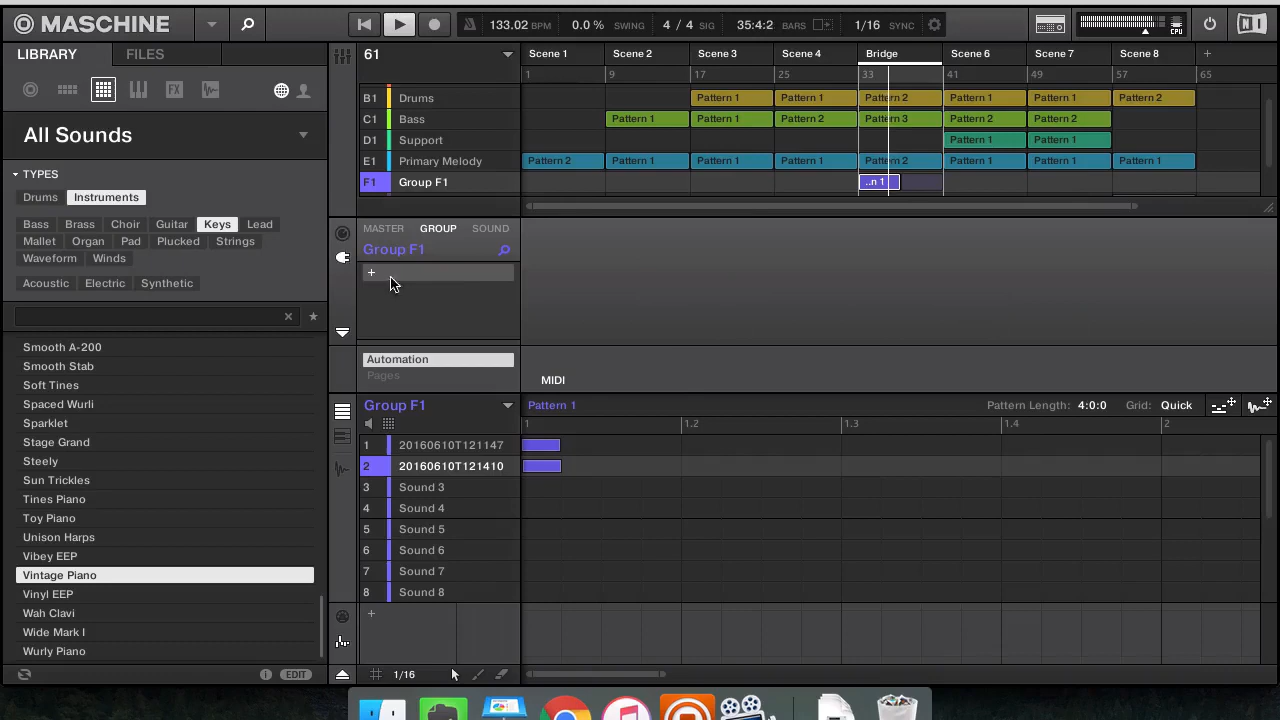 MASCHINE
133.02 BPM 0.0 % SWING 4 / 4 SIG 35:4:2 BARS 1/16 SYNC CPU
LIBRARY FILES
All Sounds
TYPES
Drums Instruments
Bass Brass Choir Guitar Keys Lead
Mallet Organ Pad Plucked Strings
Waveform Winds
Acoustic Electric Synthetic
Smooth A-200
Smooth Stab
Soft Tines
Spaced Wurli
Sparklet
Stage Grand
Steely
Sun Trickles
Tines Piano
Toy Piano
Unison Harps
Vibey EEP
Vintage Piano
Vinyl EEP
Wah Clavi
Wide Mark I
Wurly Piano
EDIT
61 Scene 1 Scene 2 Scene 3 Scene 4 Bridge Scene 6 Scene 7 Scene 8 +
1 9 17 25 33 41 49 57 65
B1 Drums Pattern 1 Pattern 1 Pattern 2 Pattern 1 Pattern 1 Pattern 2
C1 Bass Pattern 1 Pattern 1 Pattern 2 Pattern 3 Pattern 2 Pattern 2
D1 Support Pattern 1 Pattern 1
E1 Primary Melody Pattern 2 Pattern 1 Pattern 1 Pattern 1 Pattern 2 Pattern 1 Pattern 1 Pattern 1
F1 Group F1 ..n 1
MASTER GROUP SOUND
Group F1
+
Automation
Pages
MIDI
Group F1 Pattern 1 Pattern Length: 4:0:0 Grid: Quick
1 1.2 1.3 1.4 2
1 20160610T121147
2 20160610T121410
3 Sound 3
4 Sound 4
5 Sound 5
6 Sound 6
7 Sound 7
8 Sound 8
+
1/16